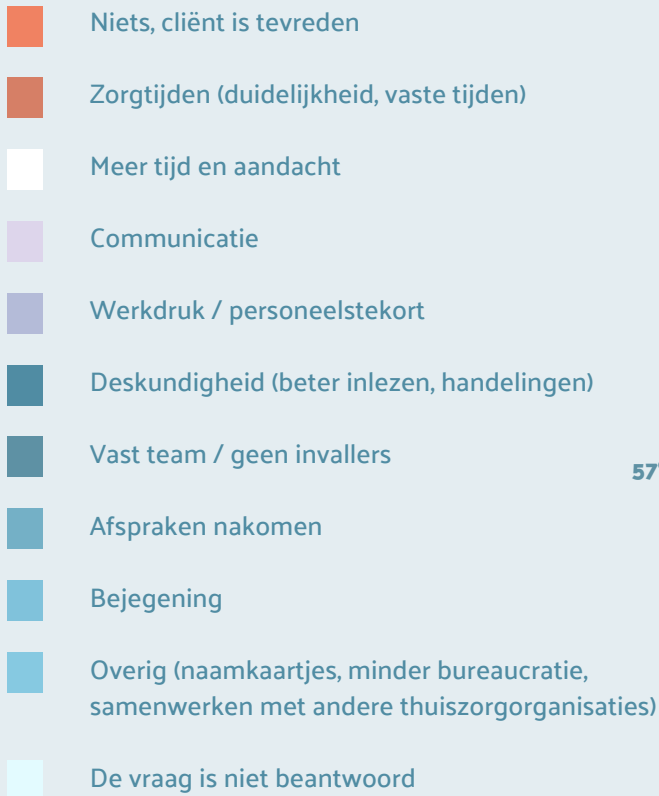 Niets, cliënt is tevreden
Zorgtijden (duidelijkheid, vaste tijden)
Meer tijd en aandacht
Communicatie
Werkdruk / personeelstekort
Deskundigheid (beter inlezen, handelingen)
Vast team / geen invallers
57
Afspraken nakomen
Bejegening
Overig (naamkaartjes, minder bureaucratie,
samenwerken met andere thuiszorgorganisaties)
De vraag is niet beantwoord